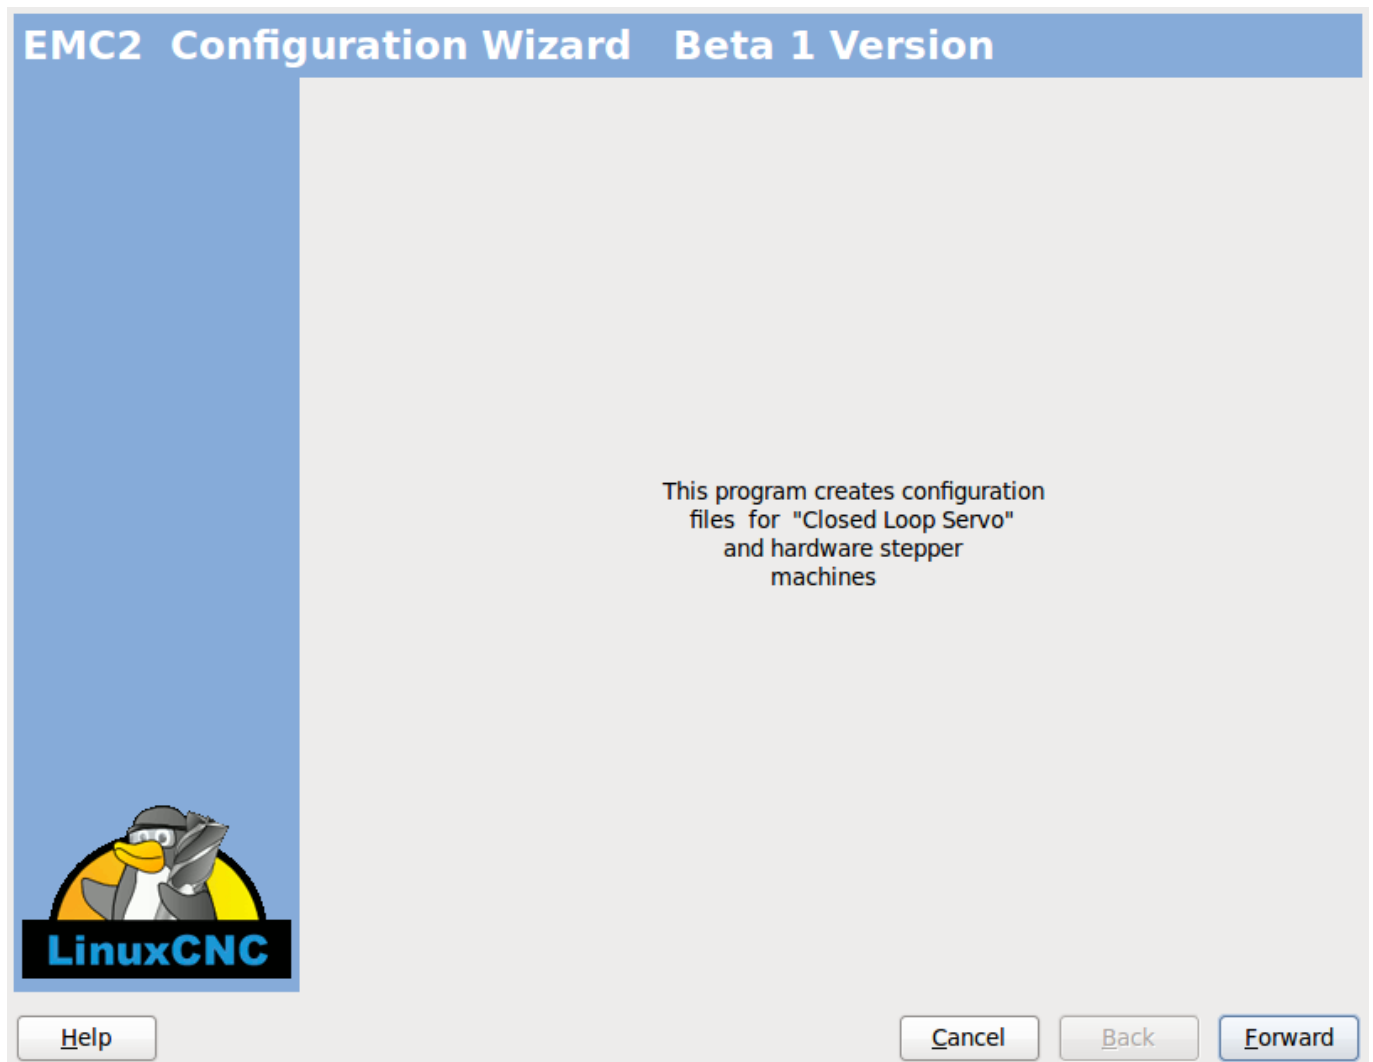 EMC2  Configuration Wizard   Beta 1 Version
This program creates configuration
files  for  "Closed Loop Servo"
and hardware stepper
machines
LinuxCNC
Help
Cancel
Back
Forward